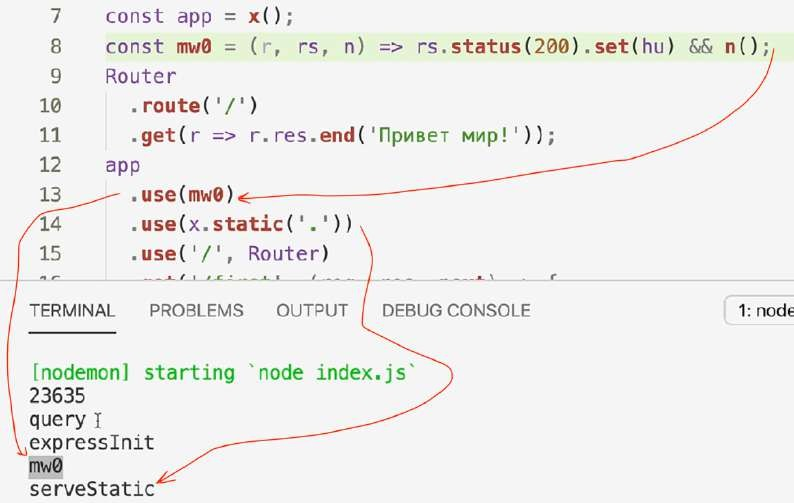 7 const app = x();
8 const mw0 = (r, rs, n) => rs.status(200).set(hu) && n();
9 Router
10 .route('/')
11 .get(r => r.res.end('Привет мир!'));
12 app
13 .use(mw0)
14 .use(x.static('.'))
15 .use('/', Router)
TERMINAL PROBLEMS OUTPUT DEBUG CONSOLE 1: node
[nodemon] starting `node index.js`
23635
query
expressInit
mw0
serveStatic